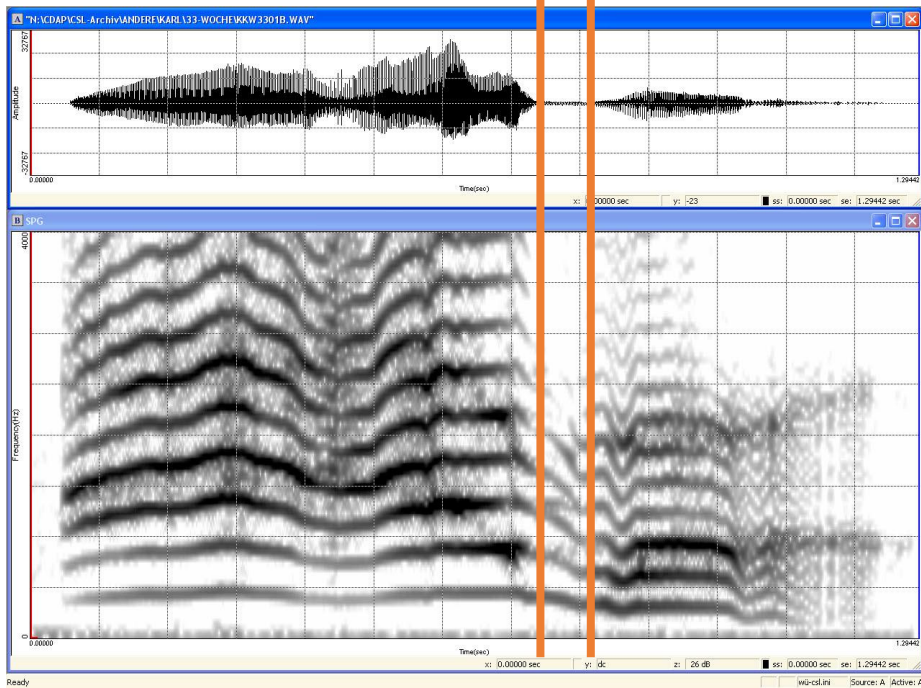 A "N:\CDAP\CSL-Archiv\ANDERE\KARL\33-WOCHE\KKW3301B.WAV"
32767
Amplitude
-32767
0.00000 1.29442
Time(sec)
x: 0.00000 sec y: -23 ss: 0.00000 sec se: 1.29442 sec
B SPG
4000
Frequency(Hz)
0
0.00000 1.29442
Time(sec)
x: 0.00000 sec y: dc z: 26 dB ss: 0.00000 sec se: 1.29442 sec
Ready wü-csl.ini Source: A Active: A